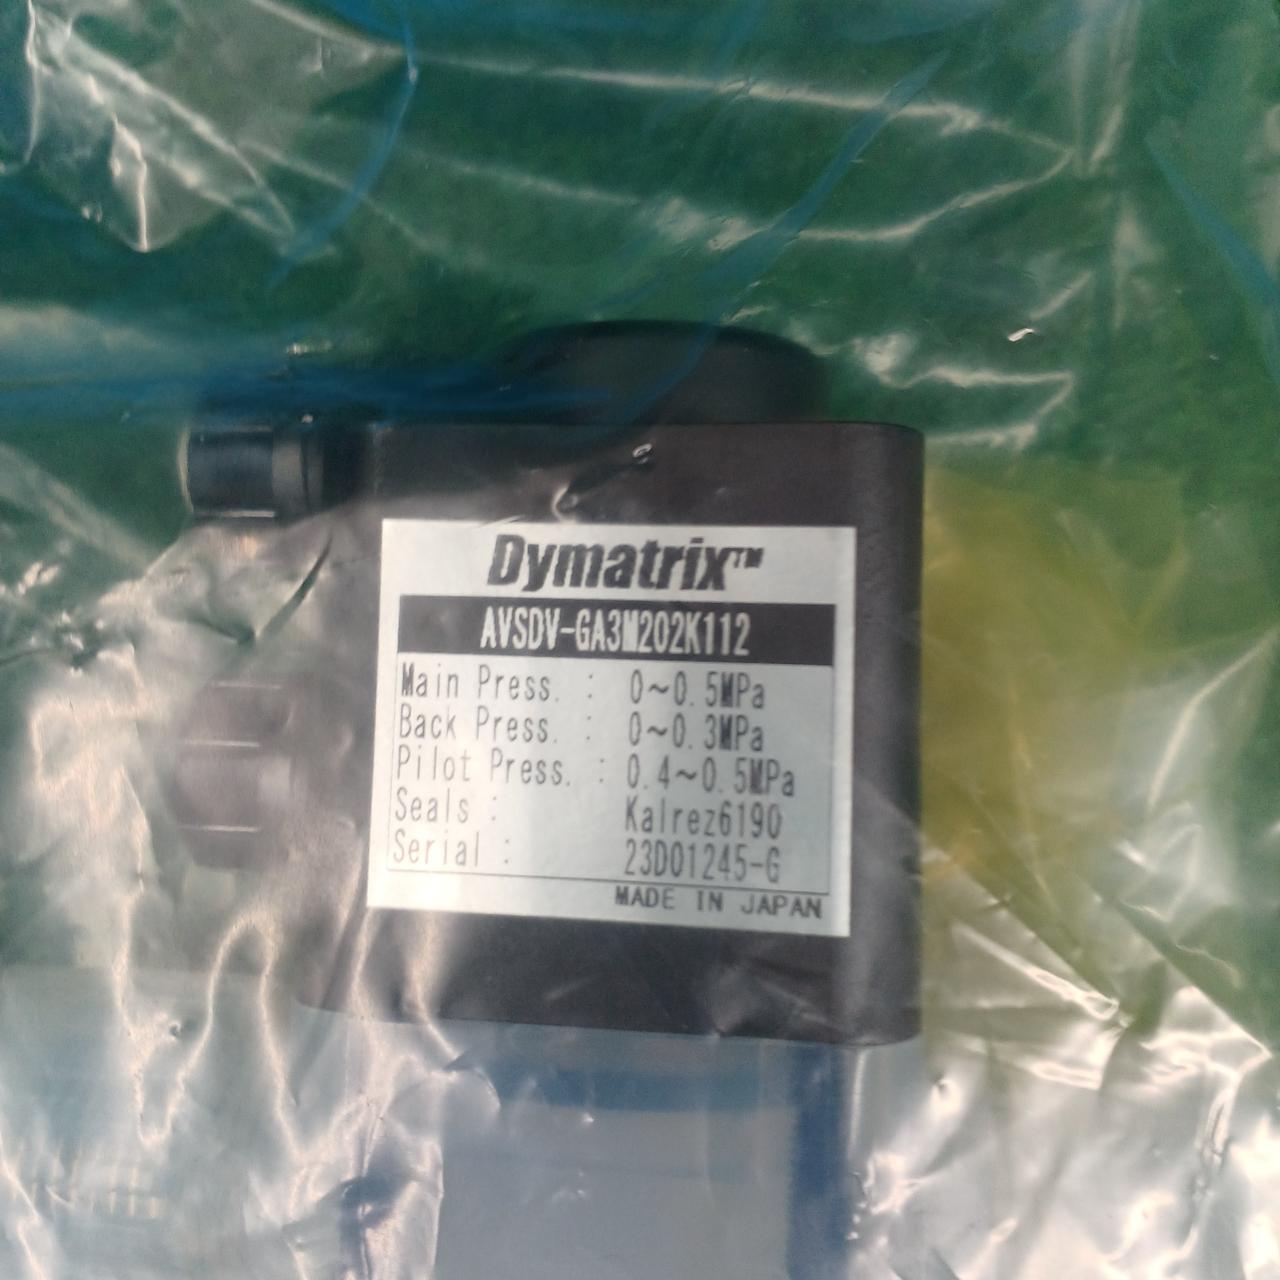 Dymatrix™
AVSDV-GA3M202K112
Main Press. : 0~0.5MPa
Back Press. : 0~0.3MPa
Pilot Press. : 0.4~0.5MPa
Seals : Kalrez6190
Serial : 23D01245-G
MADE IN JAPAN